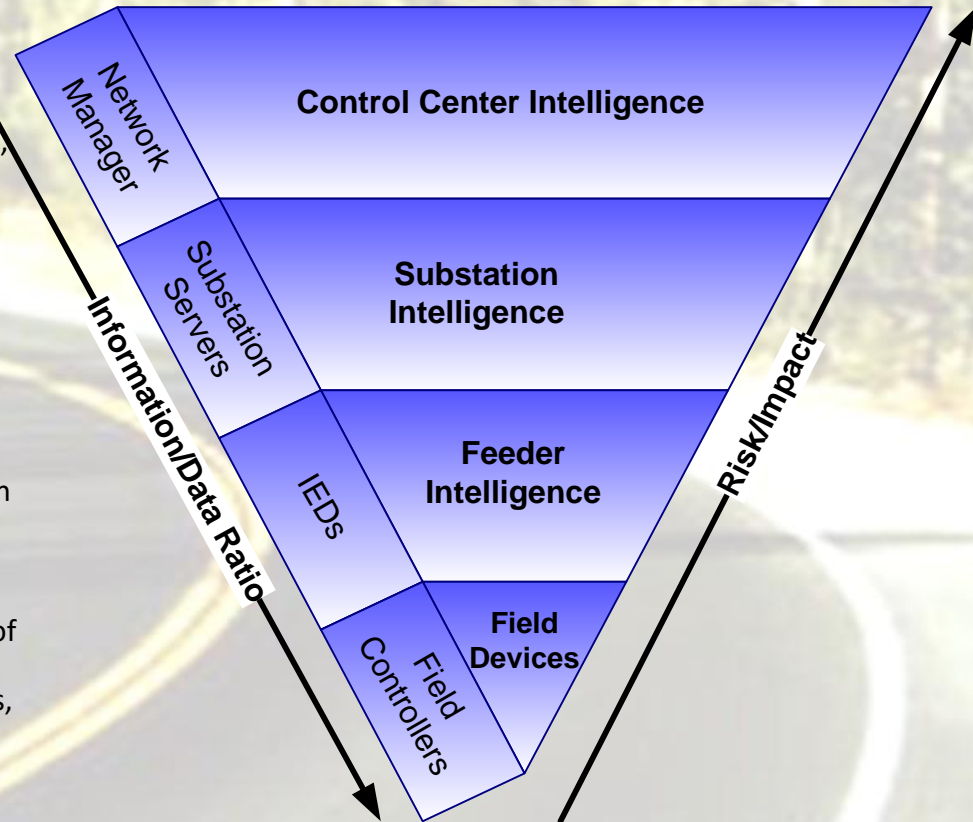 Network
Manager
Control Center Intelligence
Substation
Servers
Substation
Intelligence
Information/Data Ratio
Risk/Impact
IEDs
Feeder
Intelligence
Field
Controllers
Field
Devices
of